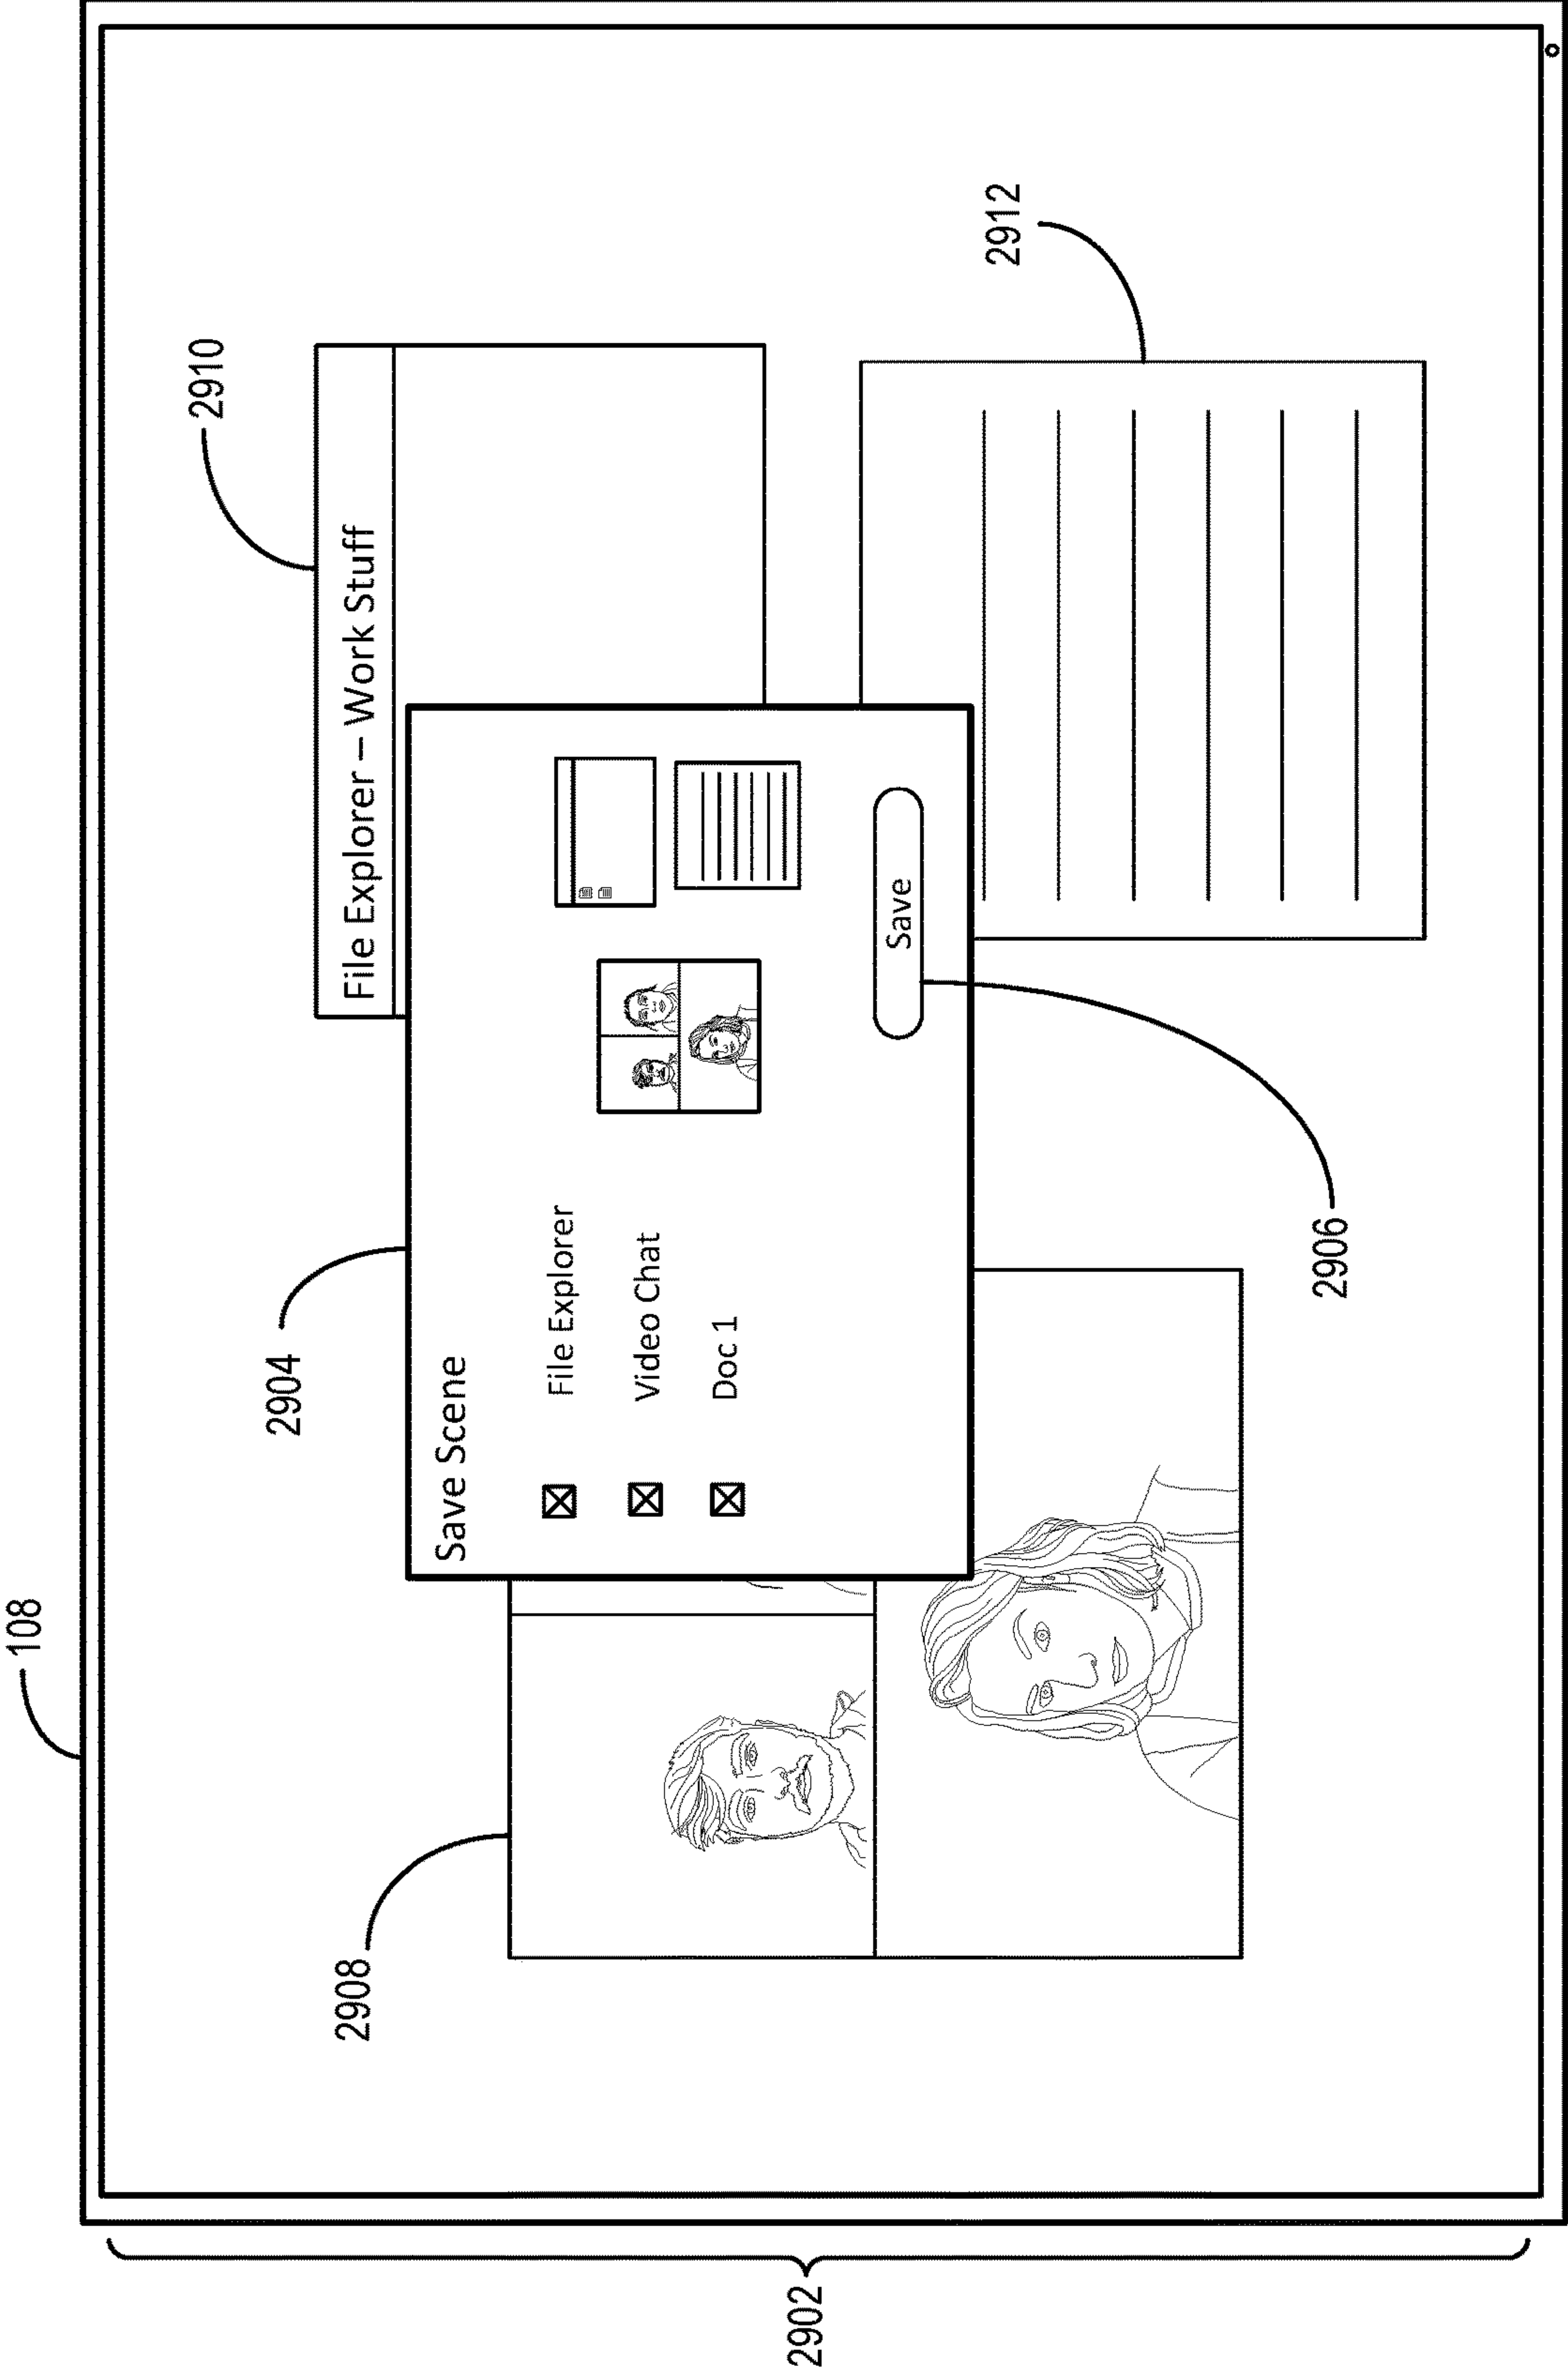 108
2910
2904
File Explorer – Work Stuff
Save Scene
2908
2912
File Explorer
Video Chat
Doc 1
Save
2902
2906